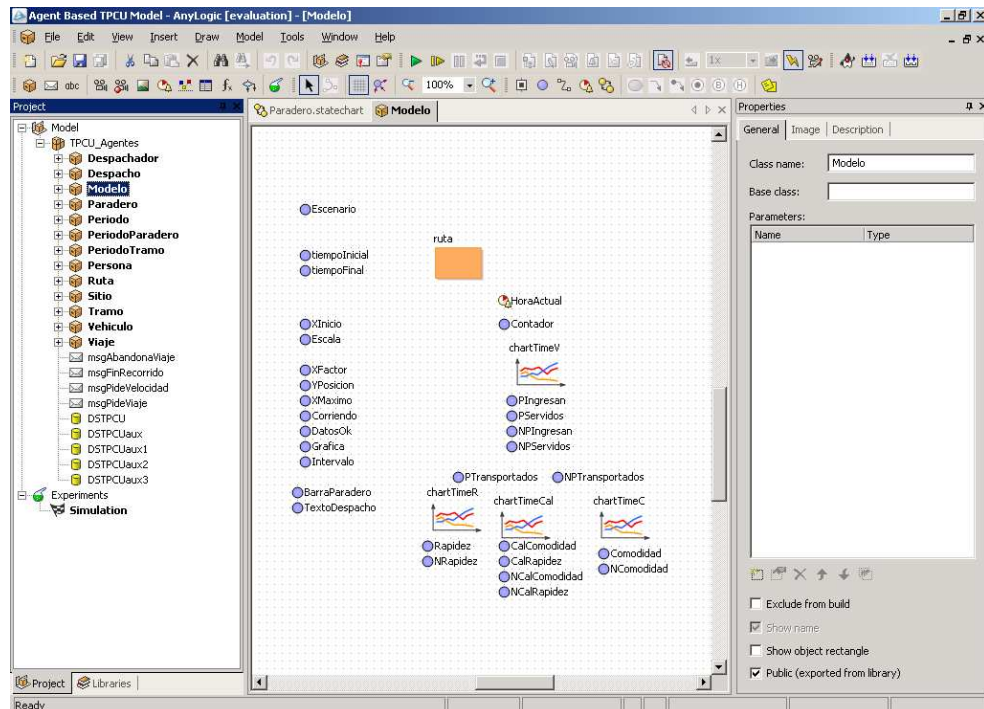 Agent Based TPCU Model - AnyLogic [evaluation] - [Modelo]
File Edit View Insert Draw Model Tools Window Help
1x
abc 100%
Project
Model
TPCU_Agentes
Despachador
Despacho
Modelo
Paradero
Periodo
PeriodoParadero
PeriodoTramo
Persona
Ruta
Sitio
Tramo
Vehiculo
Viaje
msgAbandonaViaje
msgFinRecorrido
msgPideVelocidad
msgPideViaje
DSTPCU
DSTPCUaux
DSTPCUaux1
DSTPCUaux2
DSTPCUaux3
Experiments
Simulation
Project Libraries
Paradero.statechart Modelo
Escenario
ruta
tiempoInicial
tiempoFinal
HoraActual
XInicio Contador
Escala
chartTimeV
XFactor
YPosicion
XMaximo PIngresan
Corriendo PServidos
DatosOk NPIngresan
Grafica NPServidos
Intervalo
PTransportados NPTransportados
BarraParadero chartTimeR chartTimeCal chartTimeC
TextoDespacho
Rapidez CalComodidad Comodidad
NRapidez CalRapidez NComodidad
NCalComodidad
NCalRapidez
Properties
General Image Description
Class name: Modelo
Base class:
Parameters:
Name Type
Exclude from build
Show name
Show object rectangle
Public (exported from library)
Ready